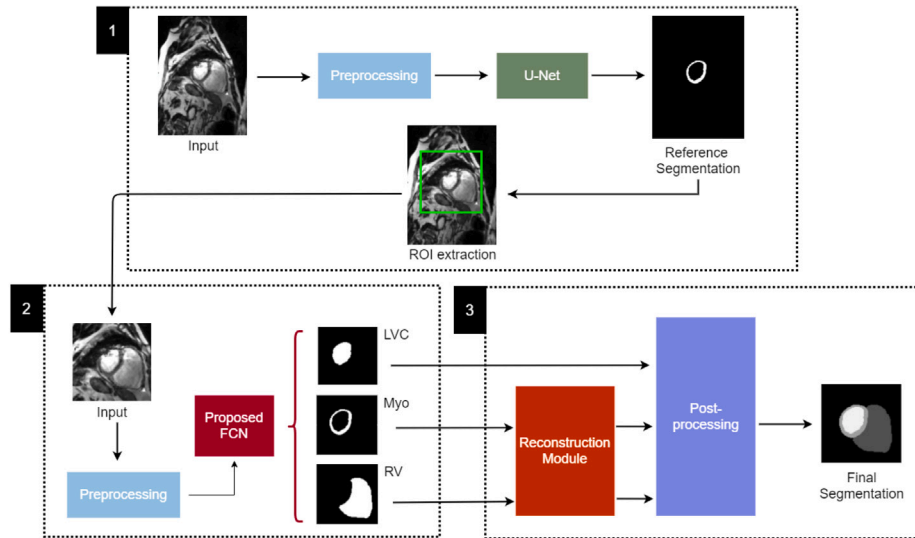 1
Input
Preprocessing
U-Net
Reference
Segmentation
ROI extraction
2
Input
Preprocessing
Proposed
FCN
LVC
Myo
RV
3
Reconstruction
Module
Post-
processing
Final
Segmentation